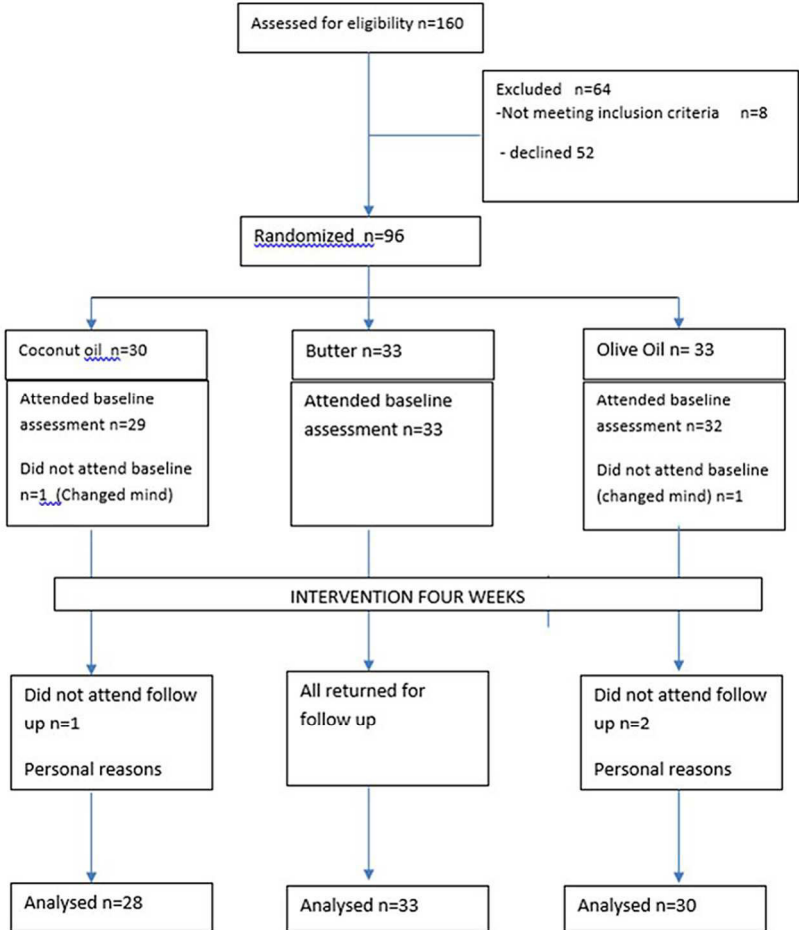 Assessed for eligibility n=160
Excluded n=64
-Not meeting inclusion criteria n=8
- declined 52
Randomized n=96
Coconut oil n=30
Attended baseline
assessment n=29
Did not attend baseline
n=1 (Changed mind)
Butter n=33
Attended baseline
assessment n=33
Olive Oil n= 33
Attended baseline
assessment n=32
Did not attend baseline
(changed mind) n=1
INTERVENTION FOUR WEEKS
Did not attend follow
up n=1
Personal reasons
All returned for
follow up
Did not attend follow
up n=2
Personal reasons
Analysed n=28
Analysed n=33
Analysed n=30